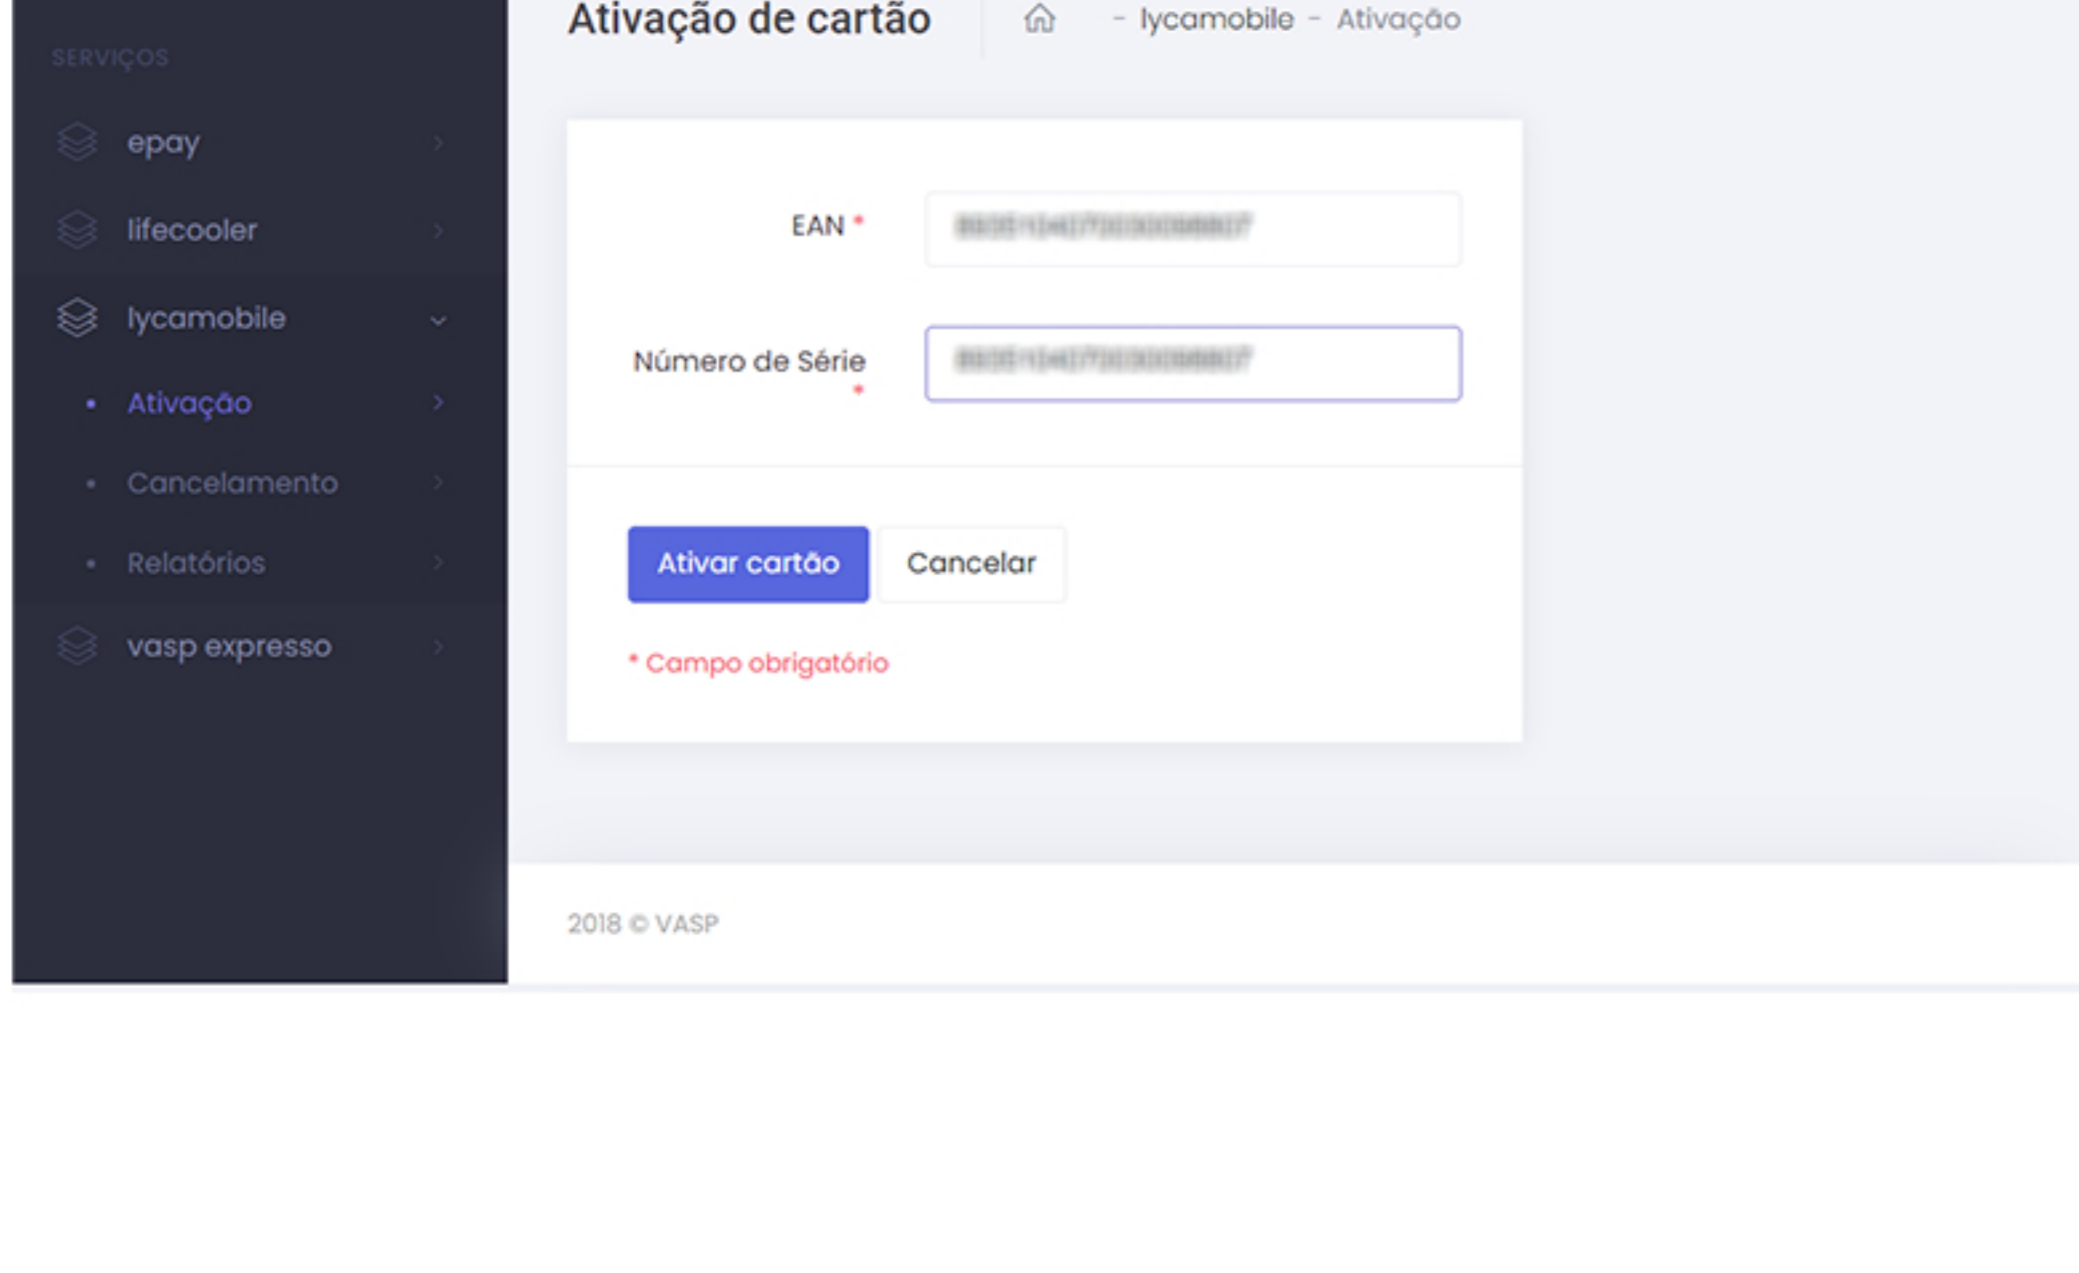 Ativação de cartão
- lycamobile - Ativação
SERVIÇOS
epay
lifecooler
lycamobile
Ativação
Cancelamento
Relatórios
vasp expresso
EAN *
Número de Série
*
Ativar cartão
Cancelar
* Campo obrigatório
2018 © VASP